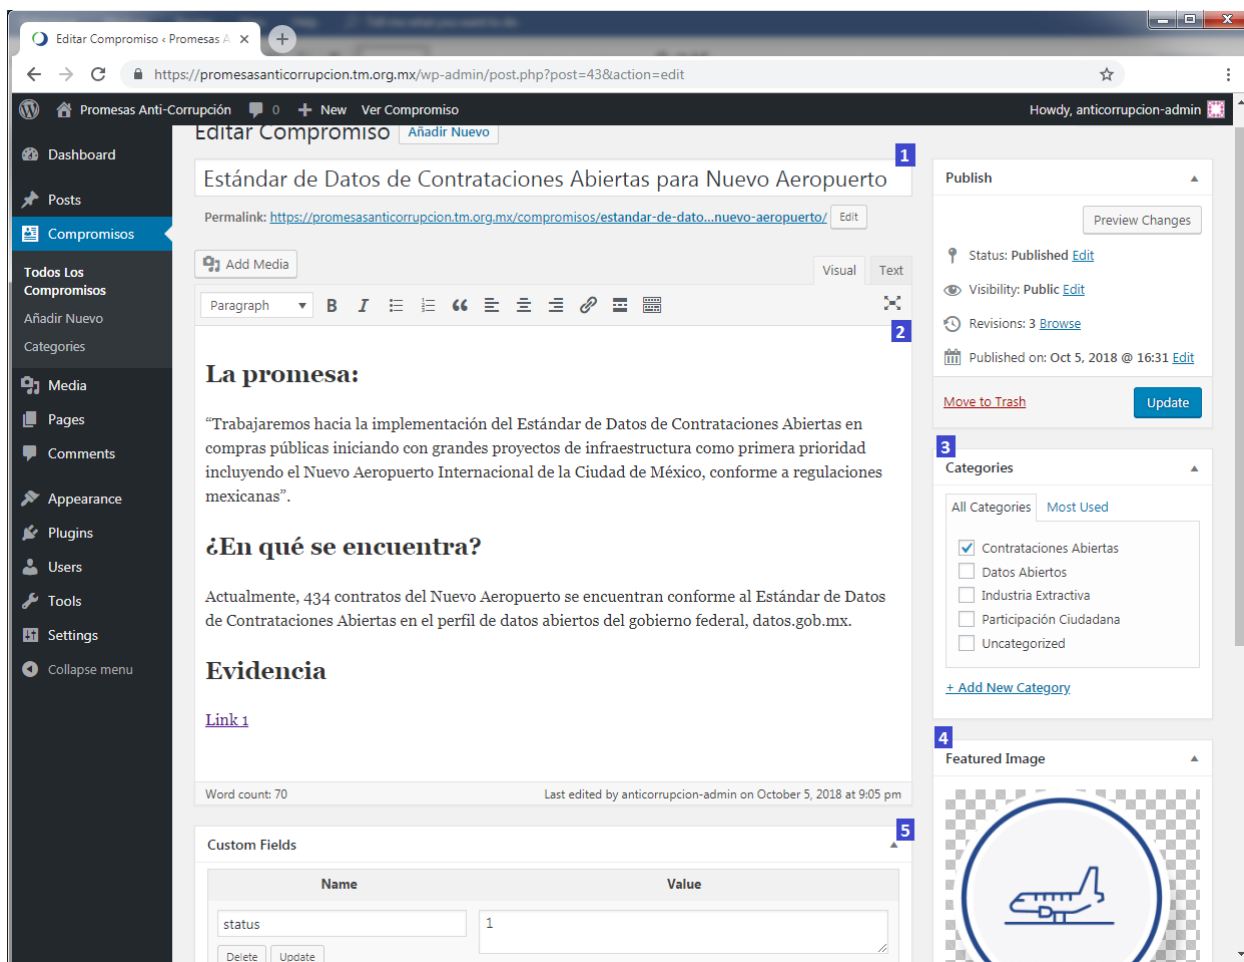 Editar Compromiso ‹ Promesas A
https://promesasanticorrupcion.tm.org.mx/wp-admin/post.php?post=43&action=edit
Promesas Anti-Corrupción 0 + New Ver Compromiso Howdy, anticorrupcion-admin
Dashboard
Posts
Compromisos
Todos Los
Compromisos
Añadir Nuevo
Categories
Media
Pages
Comments
Appearance
Plugins
Users
Tools
Settings
Collapse menu
Editar Compromiso Añadir Nuevo
1
Estándar de Datos de Contrataciones Abiertas para Nuevo Aeropuerto
Permalink: https://promesasanticorrupcion.tm.org.mx/compromisos/estandar-de-dato...nuevo-aeropuerto/ Edit
Add Media
Visual Text
Paragraph B I
2
La promesa:
“Trabajaremos hacia la implementación del Estándar de Datos de Contrataciones Abiertas en
compras públicas iniciando con grandes proyectos de infraestructura como primera prioridad
incluyendo el Nuevo Aeropuerto Internacional de la Ciudad de México, conforme a regulaciones
mexicanas”.
¿En qué se encuentra?
Actualmente, 434 contratos del Nuevo Aeropuerto se encuentran conforme al Estándar de Datos
de Contrataciones Abiertas en el perfil de datos abiertos del gobierno federal, datos.gob.mx.
Evidencia
Link 1
Word count: 70 Last edited by anticorrupcion-admin on October 5, 2018 at 9:05 pm
5
Custom Fields
Name Value
status 1
Delete Update
Publish
Preview Changes
Status: Published Edit
Visibility: Public Edit
Revisions: 3 Browse
Published on: Oct 5, 2018 @ 16:31 Edit
Move to Trash Update
3
Categories
All Categories Most Used
Contrataciones Abiertas
Datos Abiertos
Industria Extractiva
Participación Ciudadana
Uncategorized
+ Add New Category
4
Featured Image